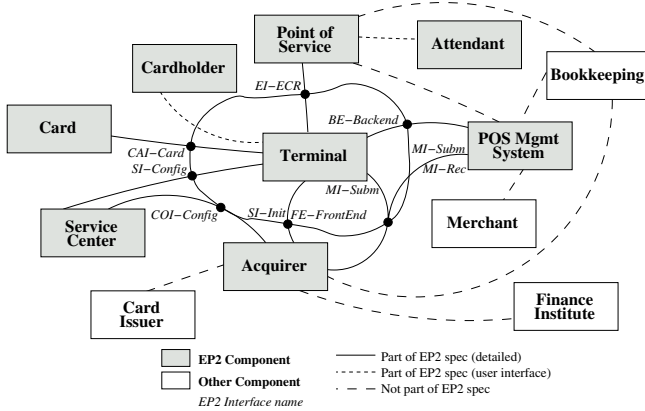 Point of
Service
Attendant
Cardholder
Bookkeeping
EI-ECR
Card
BE-Backend
CAI-Card
Terminal
MI-Subm
POS Mgmt
System
SI-Config
MI-Rec
MI-Subm
COI-Config
SI-Init
FE-FrontEnd
Merchant
Service
Center
Acquirer
Card
Issuer
Finance
Institute
EP2 Component
Part of EP2 spec (detailed)
Part of EP2 spec (user interface)
Other Component
Not part of EP2 spec
EP2 Interface name